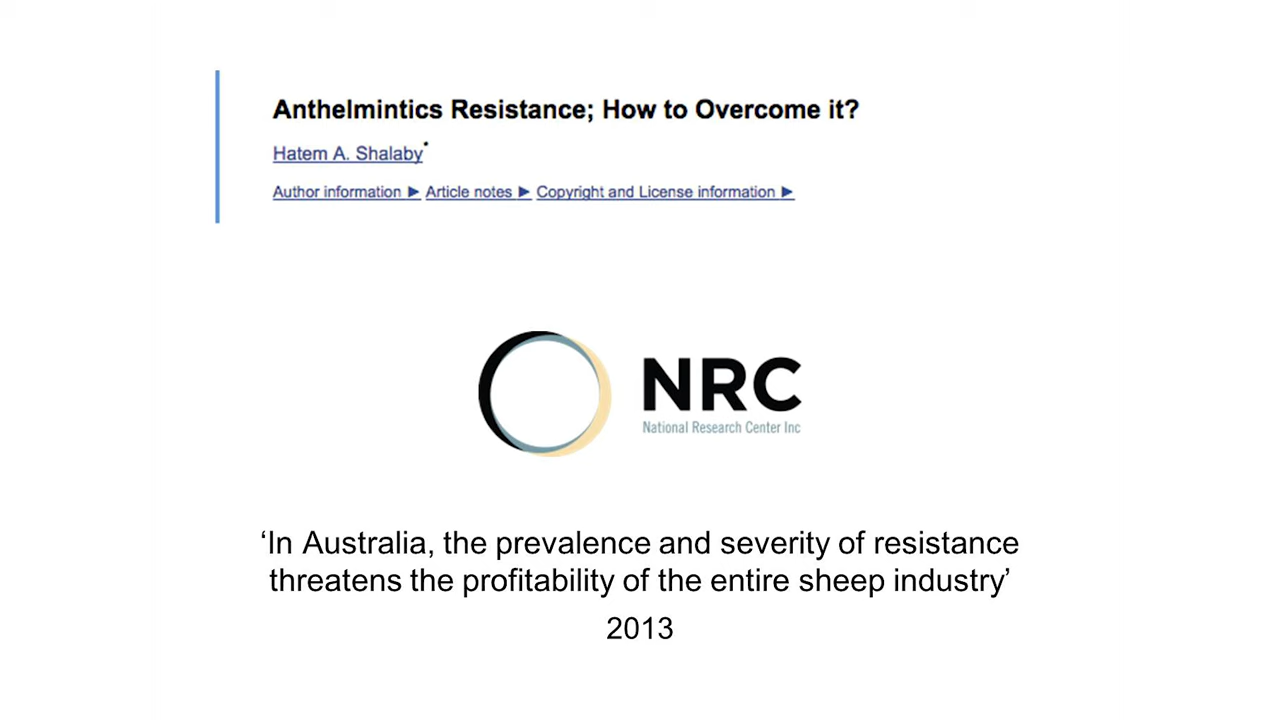 Anthelmintics Resistance; How to Overcome it?
Hatem A. Shalaby*
Author information ▶ Article notes ▶ Copyright and License information ▶
NRC
National Research Center Inc
‘In Australia, the prevalence and severity of resistance
threatens the profitability of the entire sheep industry’
2013